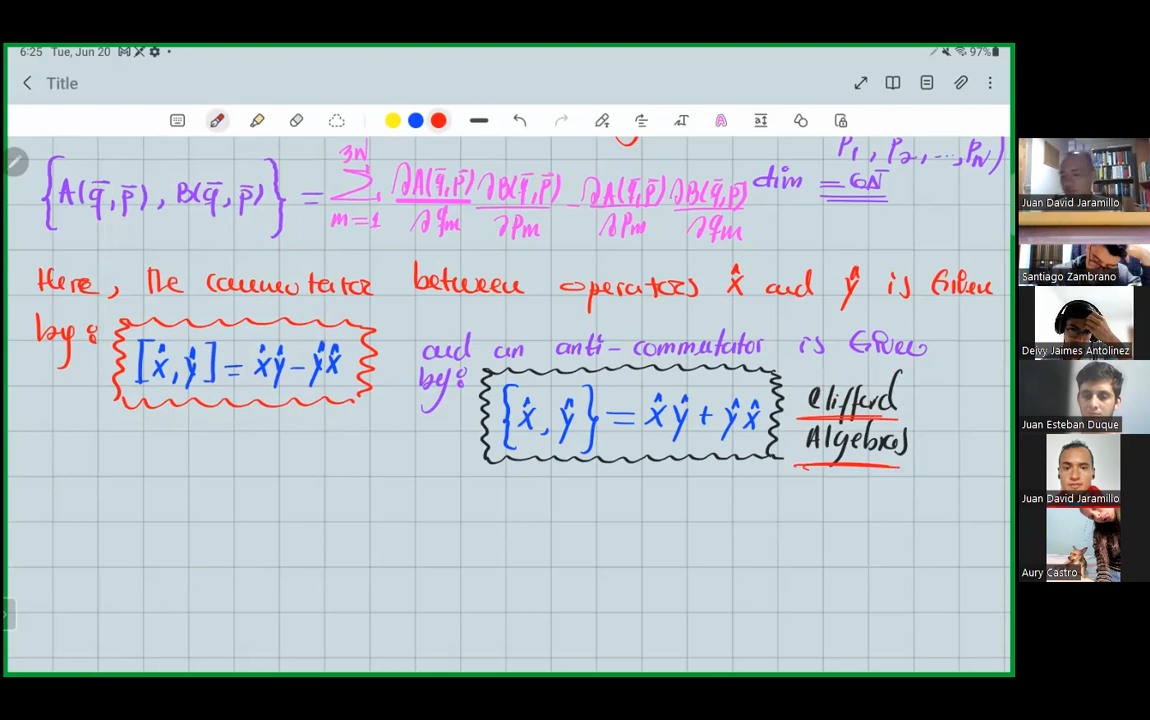 6:25 Tue, Jun 20
97%
Title
P1, P2, ..., PN)
3N
{A(q̄,p̄), B(q̄,p̄)} = Σ ∂A(q̄,p̄)/∂qm ∂B(q̄,p̄)/∂pm - ∂A(q̄,p̄)/∂pm ∂B(q̄,p̄)/∂qm dim = 6N
m=1
Here, The commutator between operators x̂ and ŷ is Given
by: [x̂,ŷ] = x̂ŷ - ŷx̂
and an anti-commutator is Given
by: {x̂,ŷ} = x̂ŷ + ŷx̂
Clifford
Algebras
Juan David Jaramillo
Santiago Zambrano
Deivy Jaimes Antolinez
Juan Esteban Duque
Juan David Jaramillo
Aury Castro